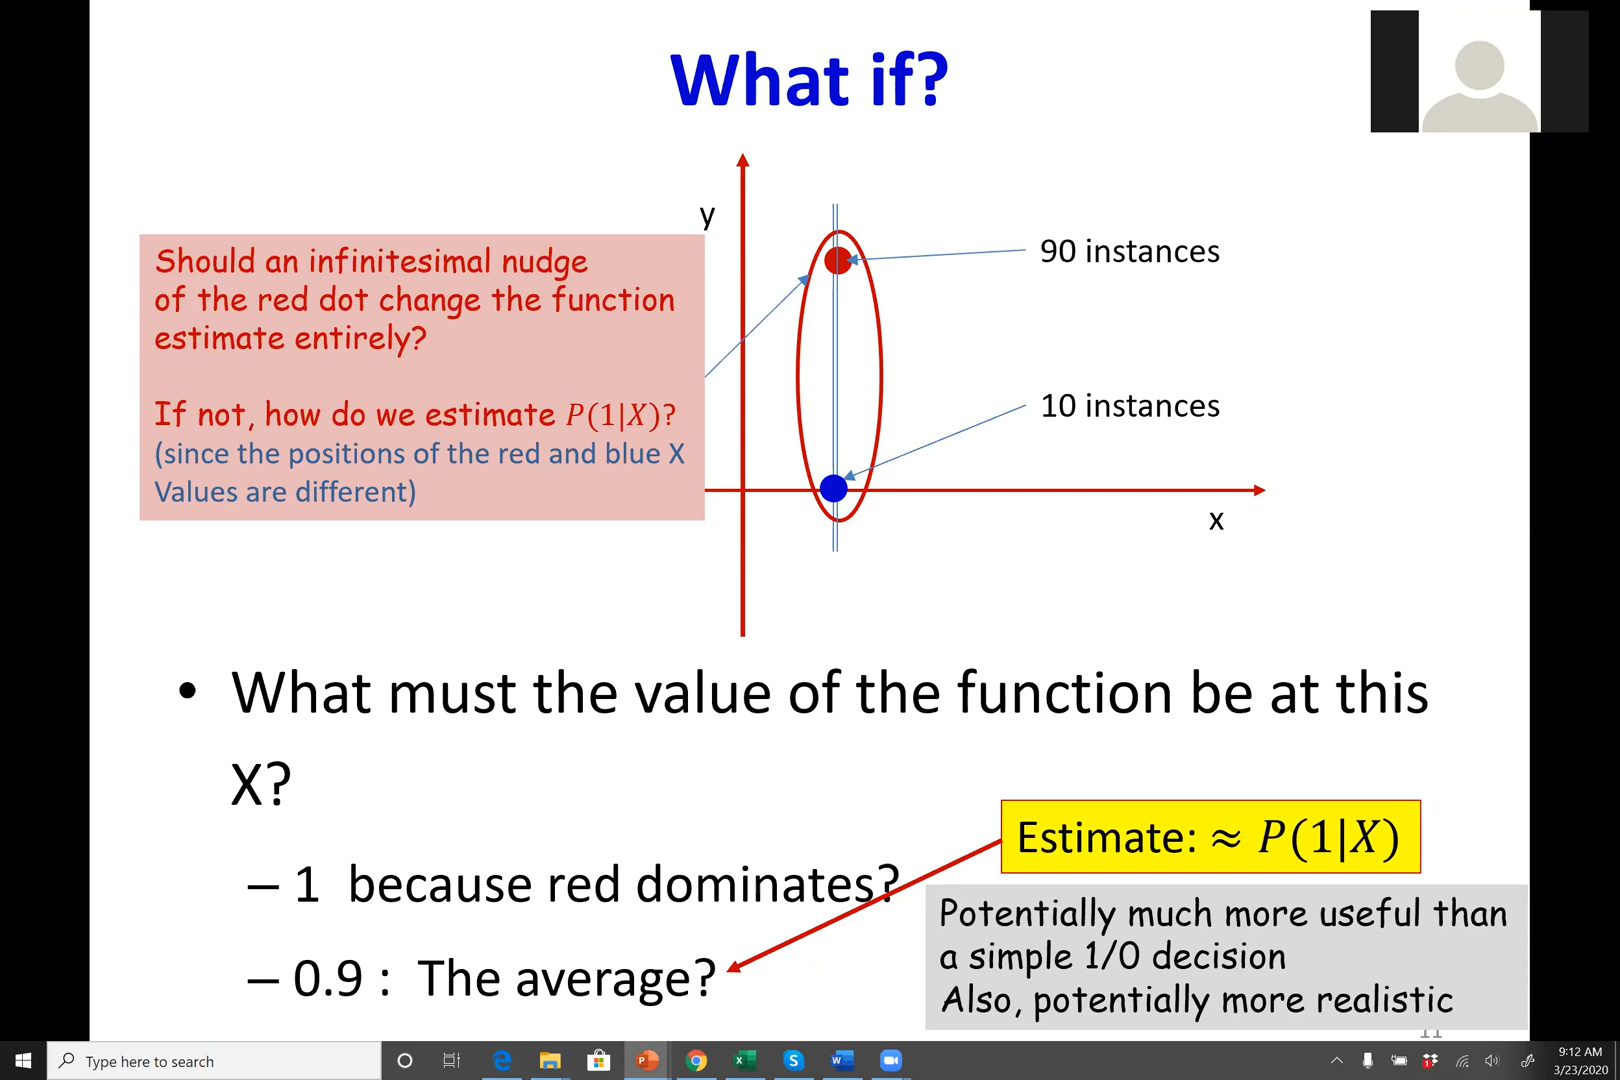 What if?
y
Should an infinitesimal nudge
of the red dot change the function
estimate entirely?
If not, how do we estimate P(1|X)?
(since the positions of the red and blue X
Values are different)
90 instances
10 instances
x
• What must the value of the function be at this
X?
– 1 because red dominates?
– 0.9 : The average?
Estimate: ≈ P(1|X)
Potentially much more useful than
a simple 1/0 decision
Also, potentially more realistic
Type here to search
9:12 AM
3/23/2020